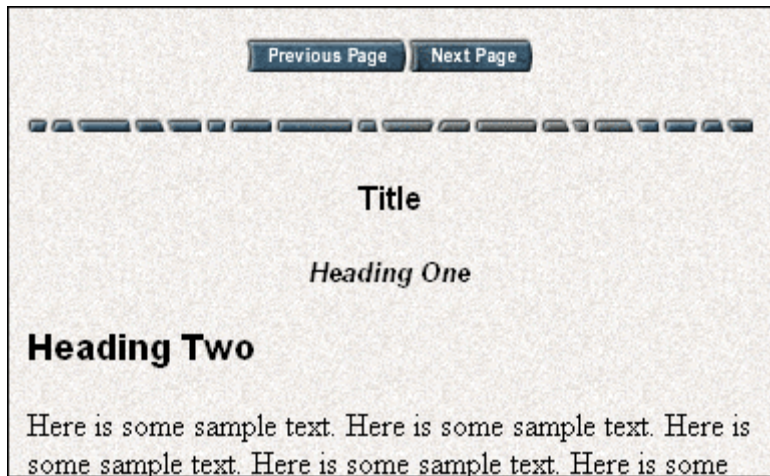 Previous Page Next Page
Title
Heading One
Heading Two
Here is some sample text. Here is some sample text. Here is
some sample text. Here is some sample text. Here is some